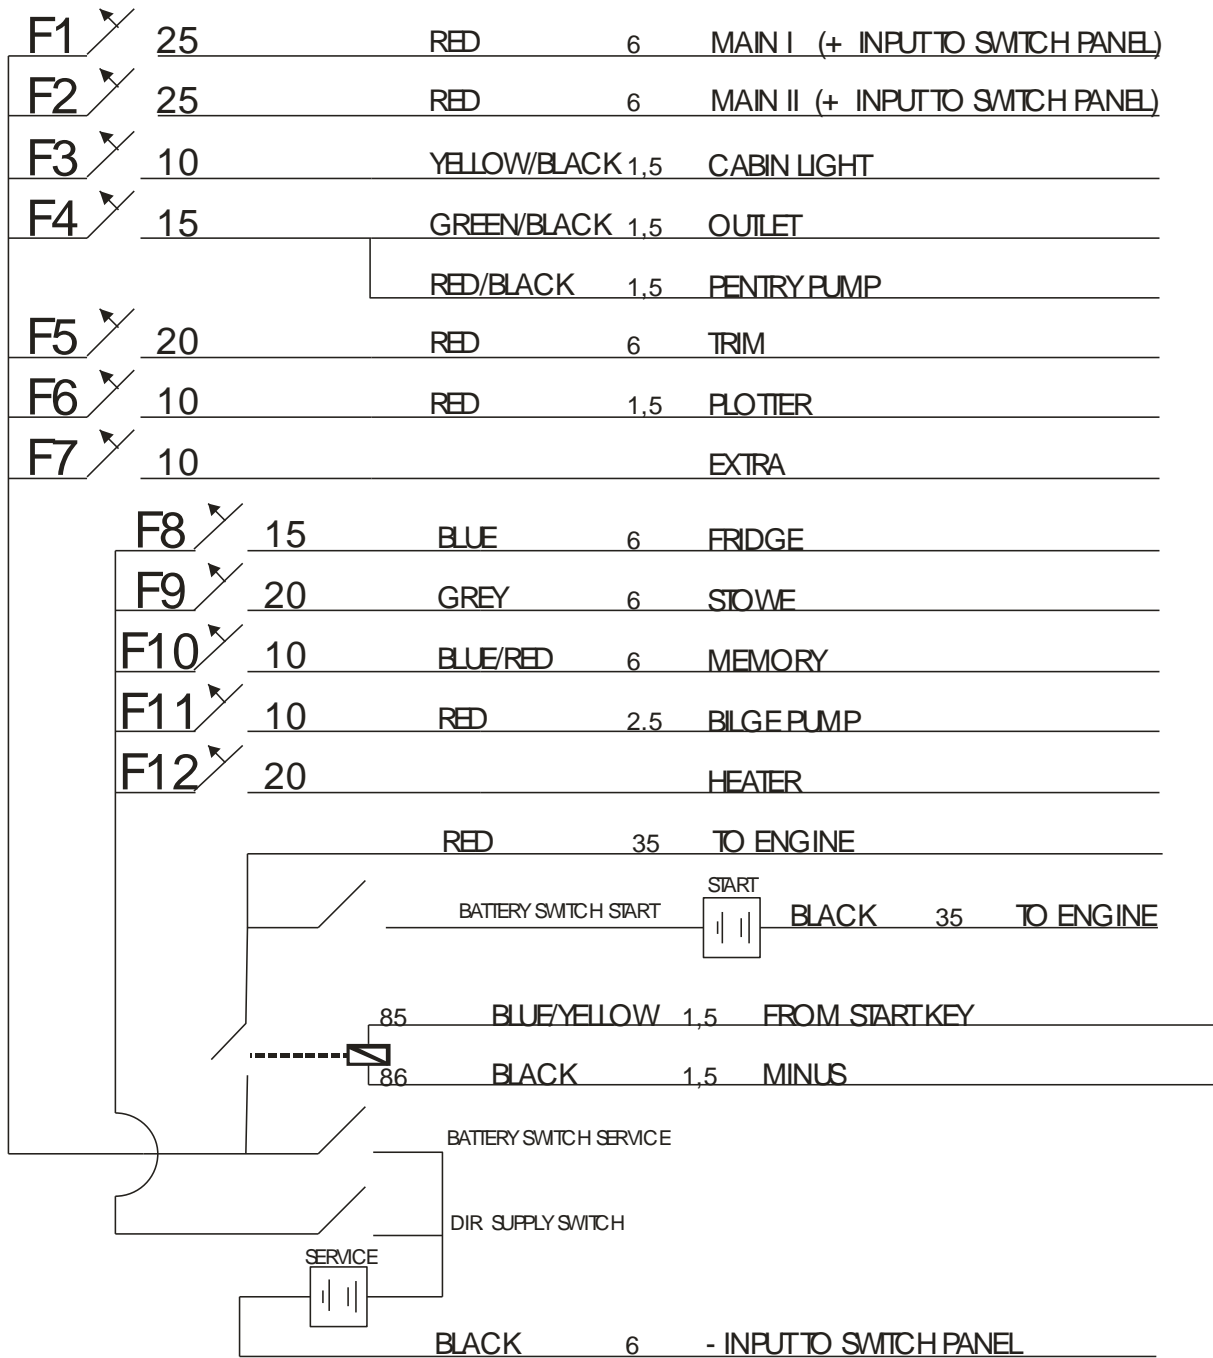 F1 25 RED 6 MAIN I (+ INPUT TO SWITCH PANEL)
F2 25 RED 6 MAIN II (+ INPUT TO SWITCH PANEL)
F3 10 YELLOW/BLACK 1,5 CABIN LIGHT
F4 15 GREEN/BLACK 1,5 OUTLET
RED/BLACK 1,5 PENTRY PUMP
F5 20 RED 6 TRIM
F6 10 RED 1,5 PLOTTER
F7 10 EXTRA
F8 15 BLUE 6 FRIDGE
F9 20 GREY 6 STOWE
F10 10 BLUE/RED 6 MEMORY
F11 10 RED 2.5 BILGE PUMP
F12 20 HEATER
RED 35 TO ENGINE
START
BATTERY SWITCH START BLACK 35 TO ENGINE
85 BLUE/YELLOW 1,5 FROM START KEY
86 BLACK 1,5 MINUS
BATTERY SWITCH SERVICE
DIR SUPPLY SWITCH
SERVICE
BLACK 6 - INPUT TO SWITCH PANEL